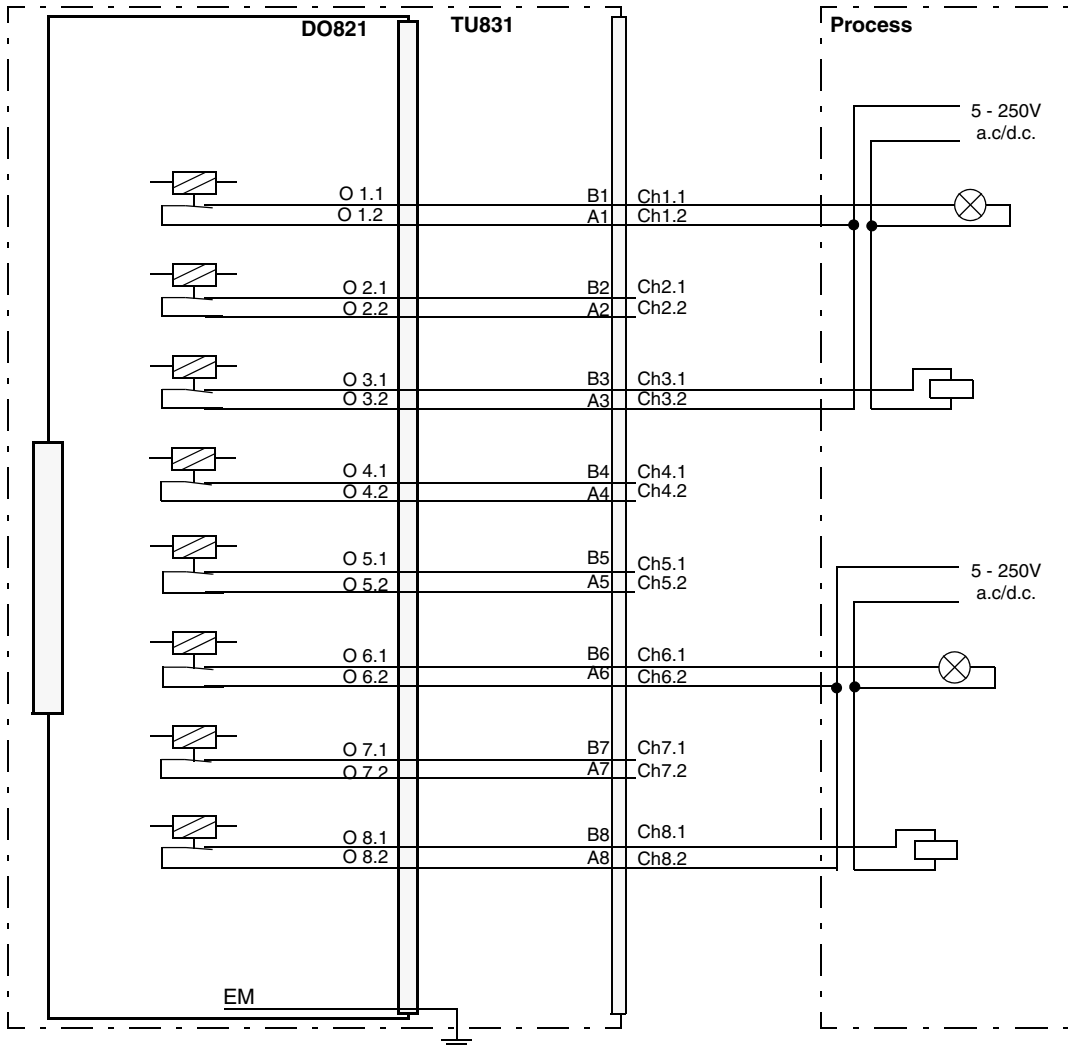 DO821
TU831
Process
5 - 250V
a.c/d.c.
O 1.1
B1
Ch1.1
O 1.2
A1
Ch1.2
O 2.1
B2
Ch2.1
O 2.2
A2
Ch2.2
O 3.1
B3
Ch3.1
O 3.2
A3
Ch3.2
O 4.1
B4
Ch4.1
O 4.2
A4
Ch4.2
O 5.1
B5
Ch5.1
5 - 250V
a.c/d.c.
O 5.2
A5
Ch5.2
O 6.1
B6
Ch6.1
O 6.2
A6
Ch6.2
O 7.1
B7
Ch7.1
O 7.2
A7
Ch7.2
O 8.1
B8
Ch8.1
O 8.2
A8
Ch8.2
EM